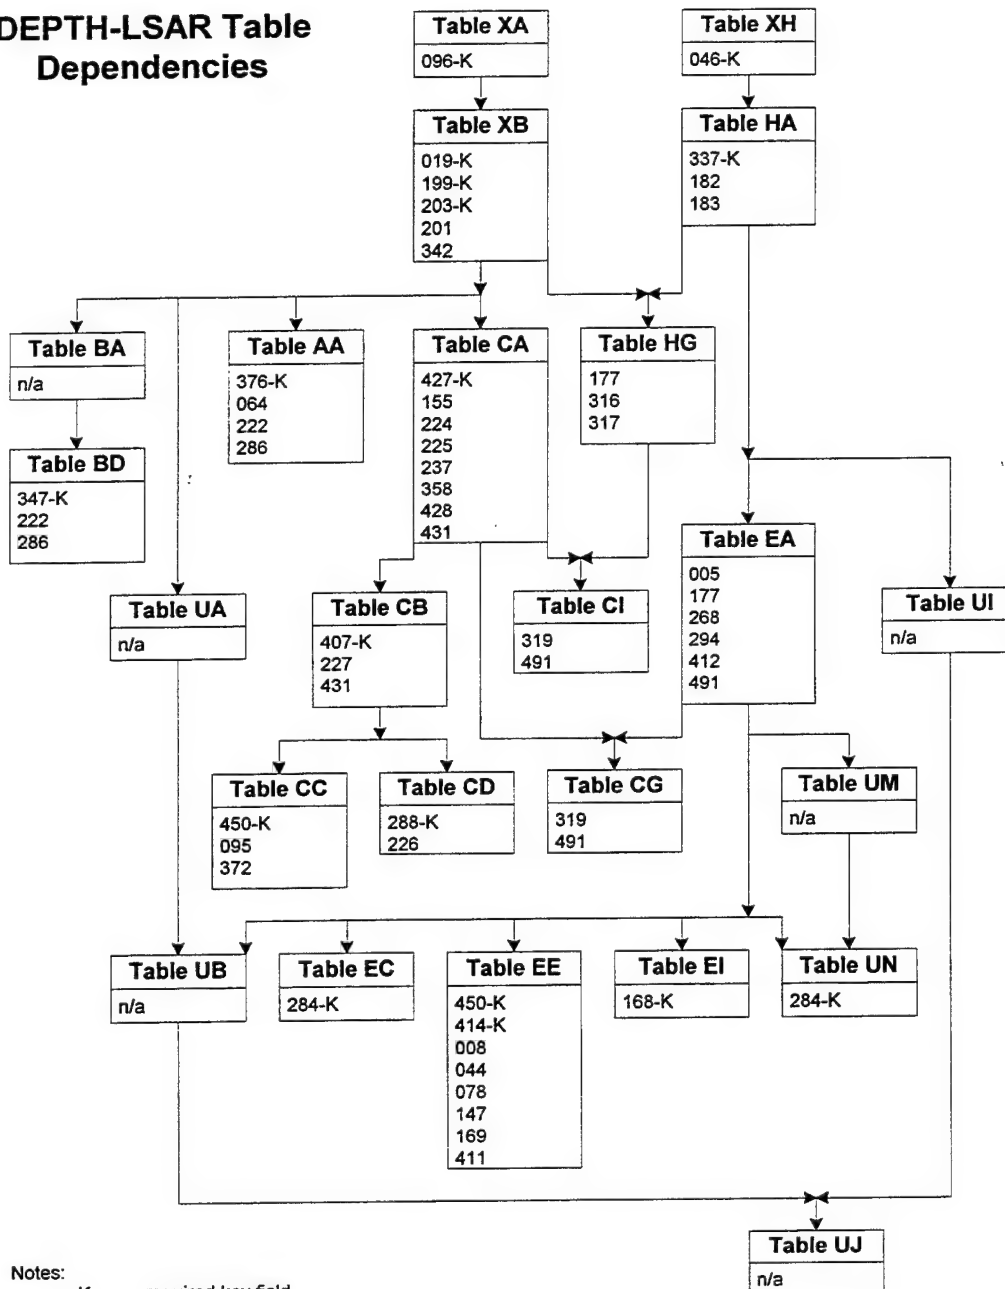 DEPTH-LSAR Table
Dependencies
Table XA
096-K
Table XH
046-K
Table XB
019-K
199-K
203-K
201
342
Table HA
337-K
182
183
Table BA
n/a
Table AA
376-K
064
222
286
Table CA
427-K
155
224
225
237
358
428
431
Table HG
177
316
317
Table BD
347-K
222
286
Table EA
005
177
268
294
412
491
Table UA
n/a
Table CB
407-K
227
431
Table CI
319
491
Table UI
n/a
Table CC
450-K
095
372
Table CD
288-K
226
Table CG
319
491
Table UM
n/a
Table UB
n/a
Table EC
284-K
Table EE
450-K
414-K
008
044
078
147
169
411
Table EI
168-K
Table UN
284-K
Table UJ
n/a
Notes: